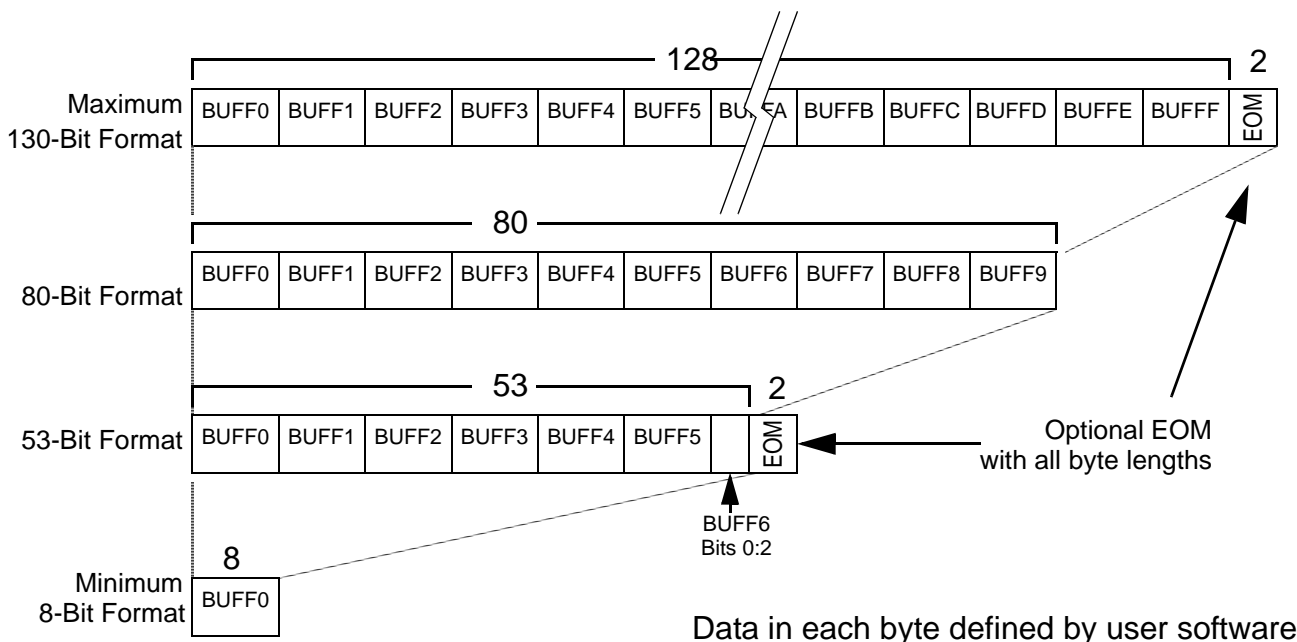 128 2
Maximum
130-Bit Format
BUFF0 BUFF1 BUFF2 BUFF3 BUFF4 BUFF5 BUFFA BUFFB BUFFC BUFFD BUFFE BUFFF EOM
80
80-Bit Format
BUFF0 BUFF1 BUFF2 BUFF3 BUFF4 BUFF5 BUFF6 BUFF7 BUFF8 BUFF9
53 2
53-Bit Format
BUFF0 BUFF1 BUFF2 BUFF3 BUFF4 BUFF5 EOM
Optional EOM
with all byte lengths
BUFF6
Bits 0:2
8
Minimum
8-Bit Format
BUFF0
Data in each byte defined by user software